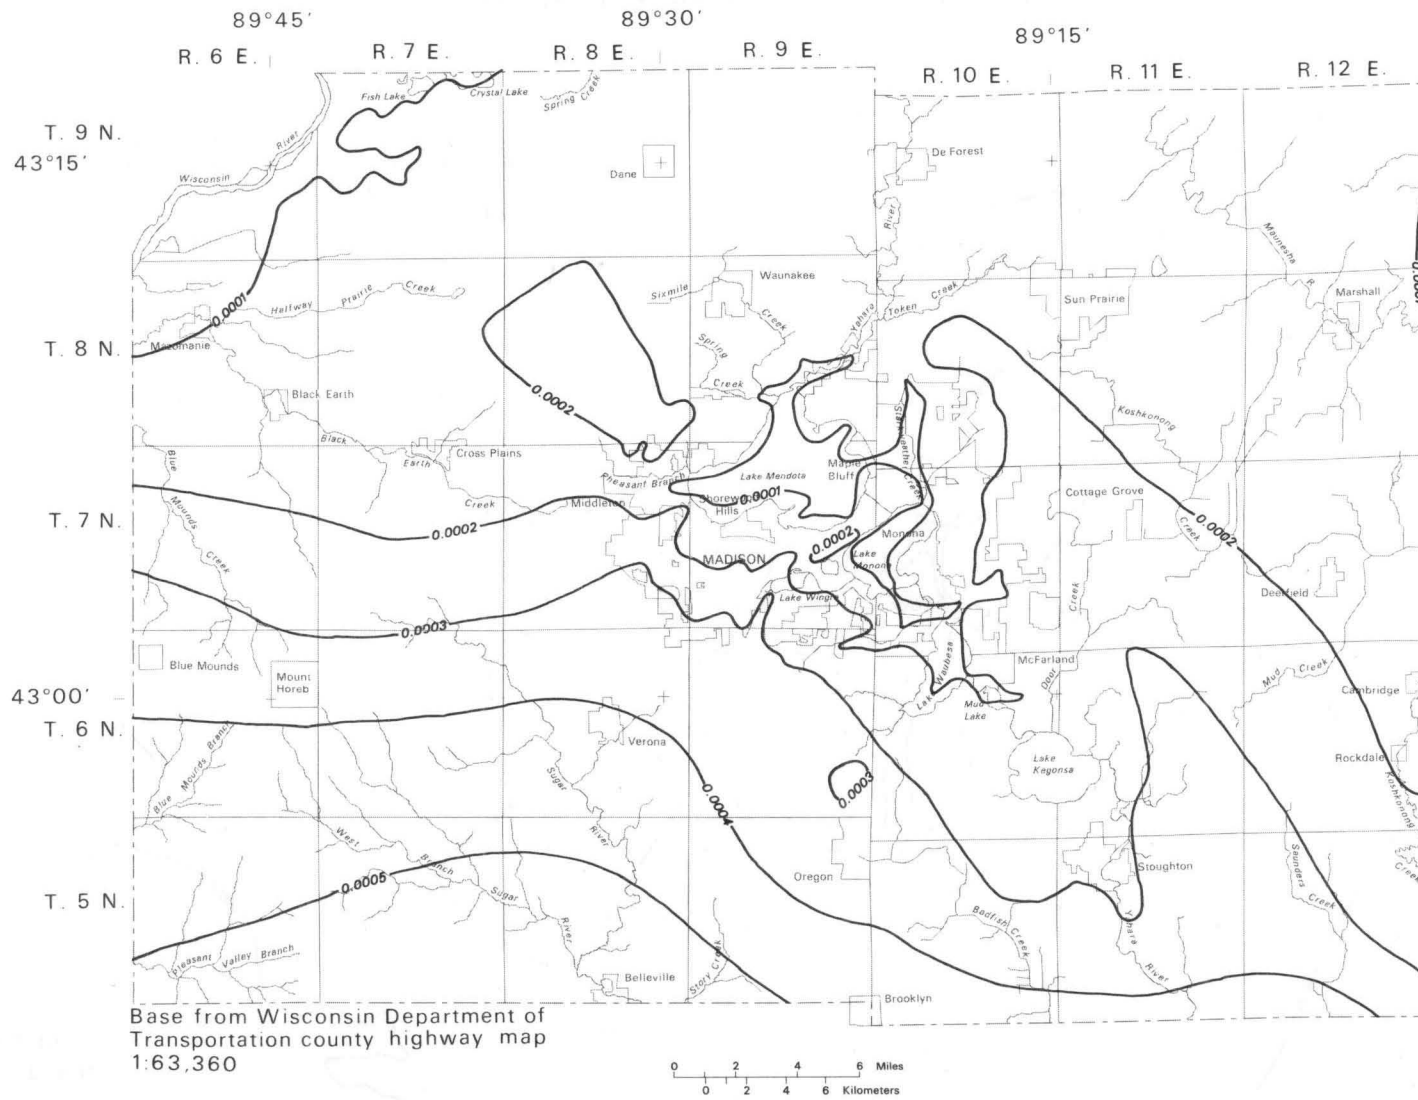 89°45′
89°30′
89°15′
R. 6 E.
R. 7 E.
R. 8 E.
R. 9 E.
R. 10 E.
R. 11 E.
R. 12 E.
T. 9 N.
43°15′
T. 8 N.
T. 7 N.
43°00′
T. 6 N.
T. 5 N.
Fish Lake
Crystal Lake
Spring Creek
Wisconsin River
Dane
De Forest
River
Maunesha R
Waunakee
Sixmile Creek
Token Creek
Yahara
Sun Prairie
Marshall
0.0001
Halfway Prairie Creek
Mazomanie
Spring Creek
Black Earth
0.0002
Koshkonong Creek
Starkweather Creek
Black Earth Creek
Cross Plains
Pheasant Branch
Lake Mendota
Maple
Bluff
Blue Mounds Creek
Middleton
Shorewood
Hills
0.0001
Cottage Grove
0.0002
0.0002
0.0002
Monona
MADISON
Lake
Monona
Lake Wingra
Deerfield
0.0003
Blue Mounds
Mount
Horeb
McFarland
Lake Waubesa
Mud
Lake
Door Creek
Mud Creek
Cambridge
Blue Mounds Branch
Verona
Lake
Kegonsa
Rockdale
Koshkonong
Creek
Sugar River
0.0003
0.0004
West Branch Sugar River
0.0005
Oregon
Stoughton
Saunders Creek
Badfish Creek
Yahara River
Pleasant Valley Branch
Belleville
Story Creek
Brooklyn
Base from Wisconsin Department of
Transportation county highway map
1:63,360
0 2 4 6 Miles
0 2 4 6 Kilometers